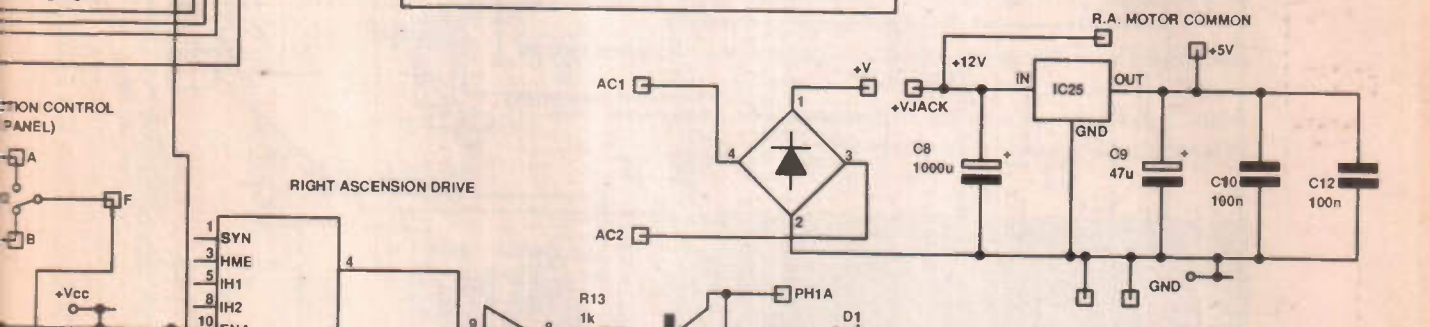 R.A. MOTOR COMMON
+5V
+12V
+V
AC1
+VJACK
IN
IC25
OUT
GND
1
4
3
2
C8
1000u
+
C9
47u
+
C10
100n
C12
100n
AC2
GND
CONTROL
PANEL)
A
F
B
+Vcc
RIGHT ASCENSION DRIVE
1
SYN
3
HME
5
IH1
8
IH2
10
4
9
8
R13
1k
PH1A
D1